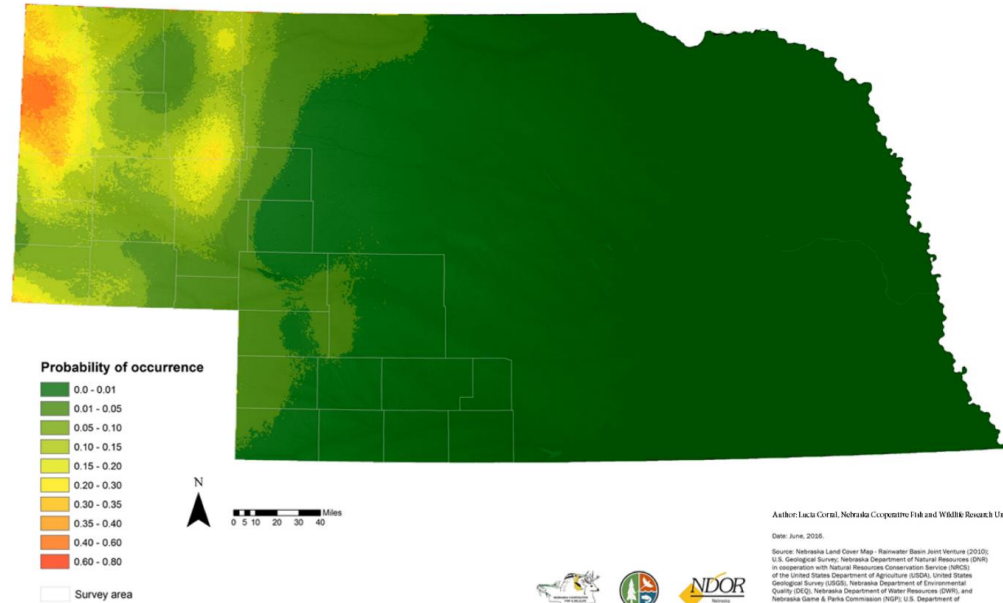 Probability of occurrence
0.0 - 0.01
0.01 - 0.05
0.05 - 0.10
0.10 - 0.15
0.15 - 0.20
0.20 - 0.30
0.30 - 0.35
0.35 - 0.40
0.40 - 0.60
0.60 - 0.80
Survey area
N
Miles
0 5 10 20 30 40
Author: Lucia Corral, Nebraska Cooperative Fish and Wildlife Research Un
Date: June, 2016.
Source: Nebraska Land Cover Map - Rainwater Basin Joint Venture (2010);
U.S. Geological Survey; Nebraska Department of Natural Resources (DNR)
in cooperation with Natural Resources Conservation Service (NRCS)
of the United States Department of Agriculture (USDA), United States
Geological Survey (USGS), Nebraska Department of Environmental
Quality (DEQ), Nebraska Department of Water Resources (DWR), and
Nebraska Game & Parks Commission (NGP); U.S. Department of
NDOR
Nebraska